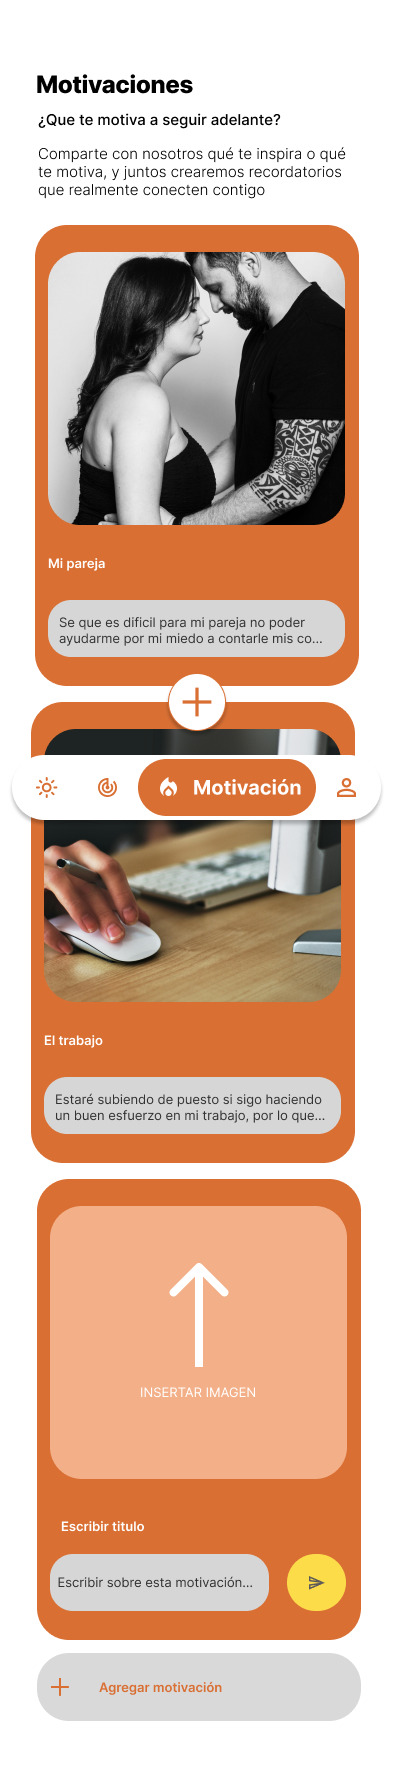 Motivaciones
¿Que te motiva a seguir adelante?
Comparte con nosotros qué te inspira o qué
te motiva, y juntos crearemos recordatorios
que realmente conecten contigo
Mi pareja
Se que es dificil para mi pareja no poder
ayudarme por mi miedo a contarle mis co...
Motivación
El trabajo
Estaré subiendo de puesto si sigo haciendo
un buen esfuerzo en mi trabajo, por lo que...
INSERTAR IMAGEN
Escribir titulo
Escribir sobre esta motivación...
Agregar motivación